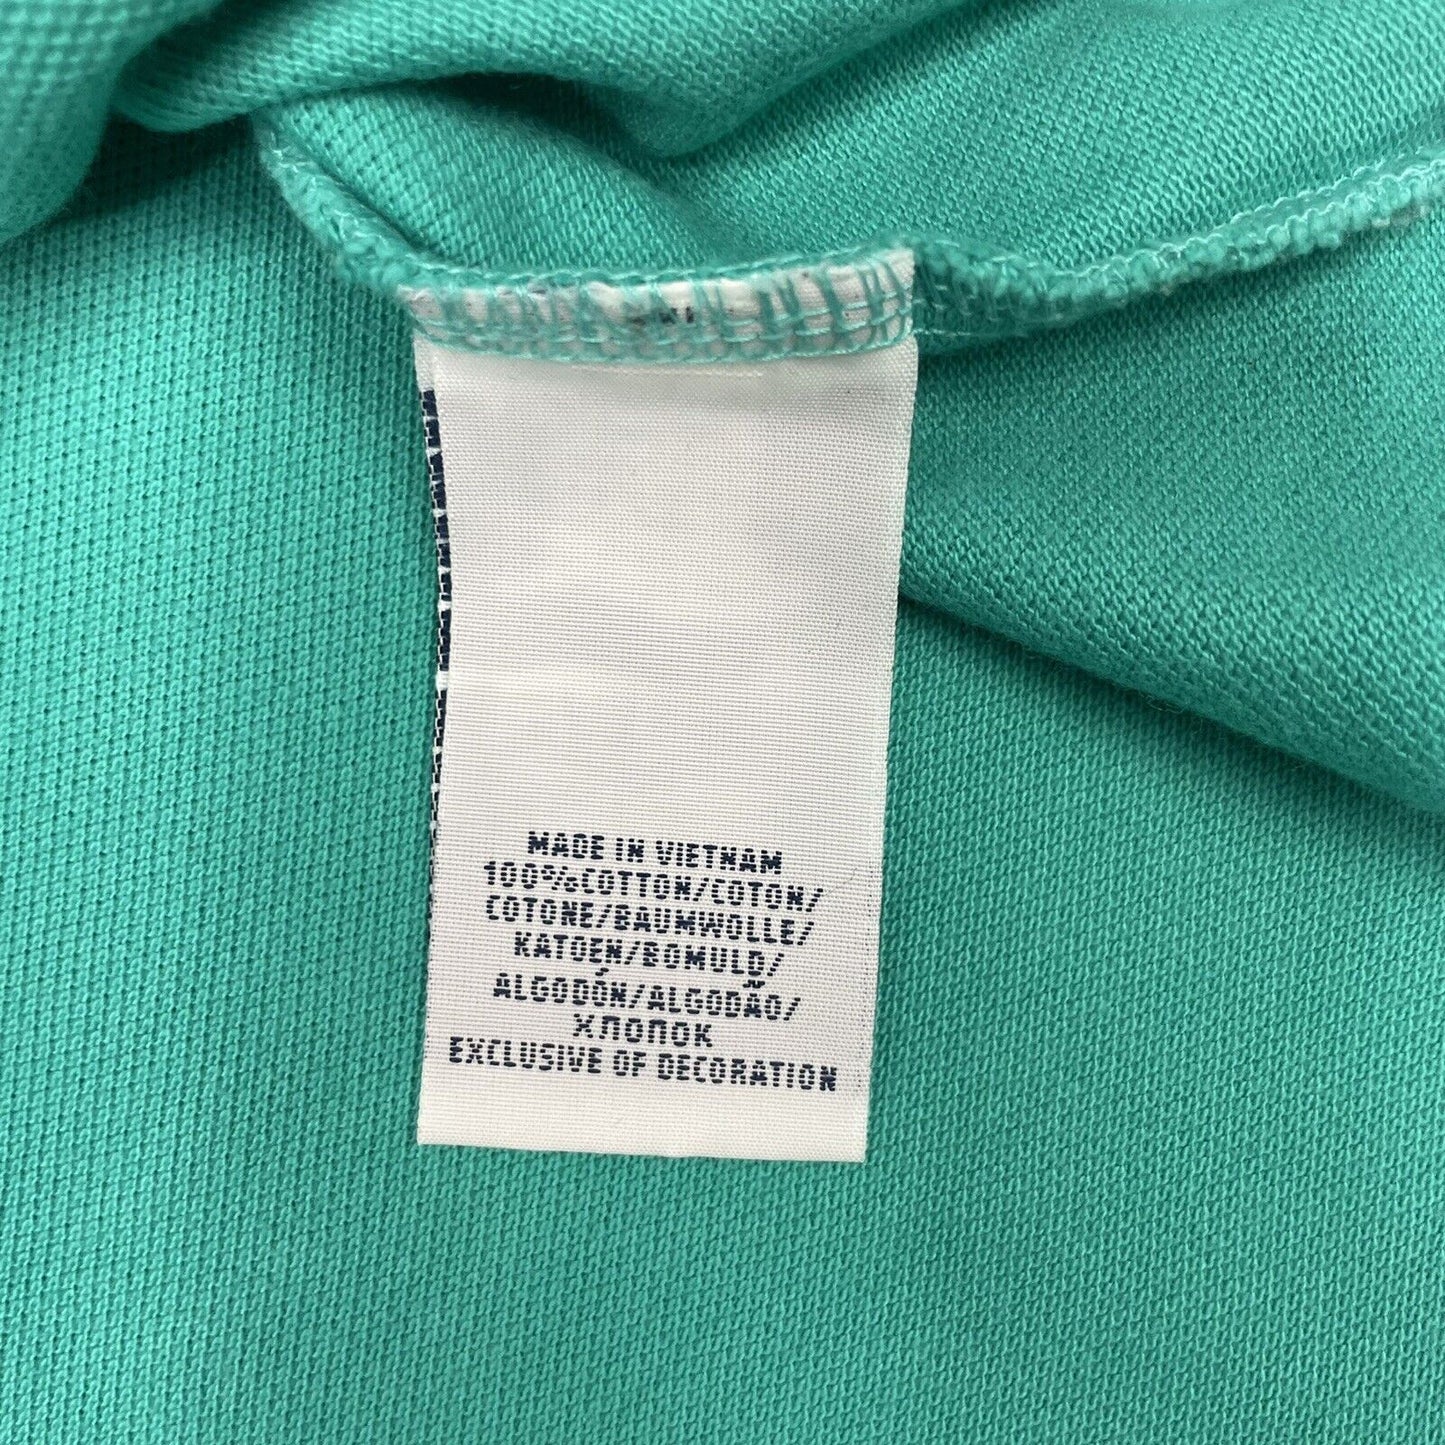 MADE IN VIETNAM
100%COTTON/COTON/
COTONE/BAUMWOLLE/
KATOEN/BOMULD/
ALGODÓN/ALGODÃO/
ХЛОПОК
EXCLUSIVE OF DECORATION